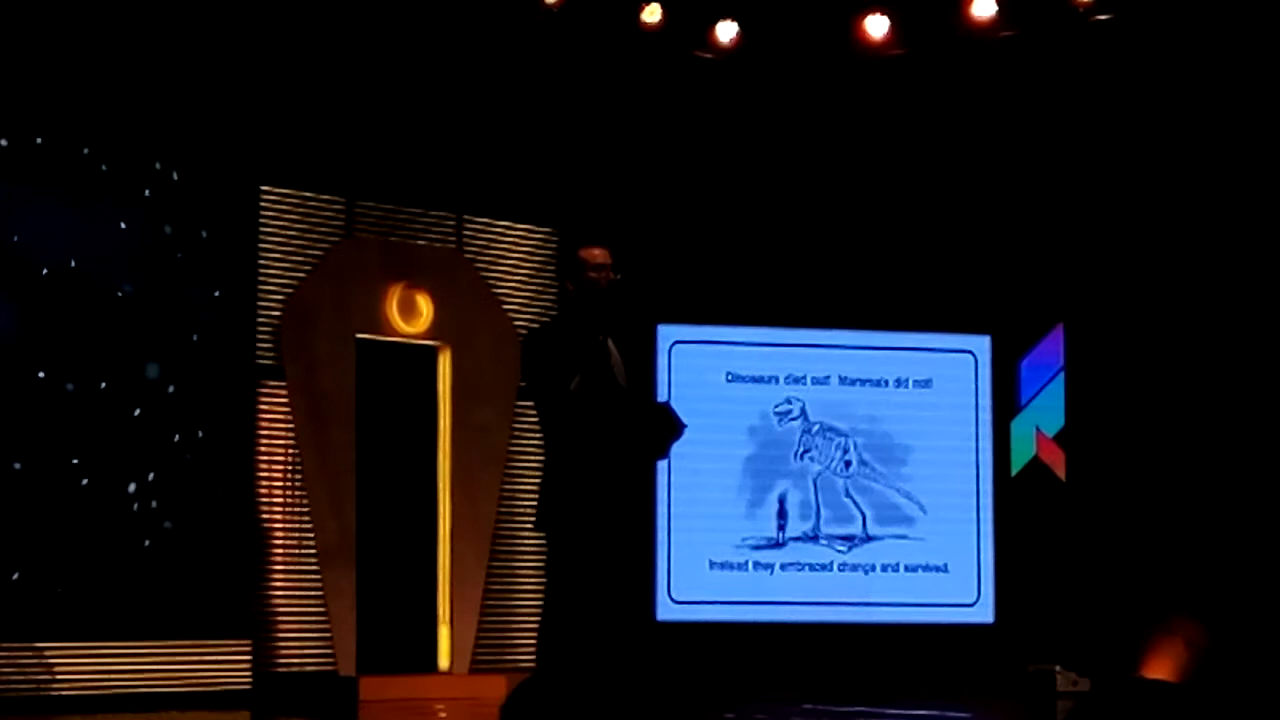 Dinosaurs died out! Mammals did not!
Instead they embraced change and survived.